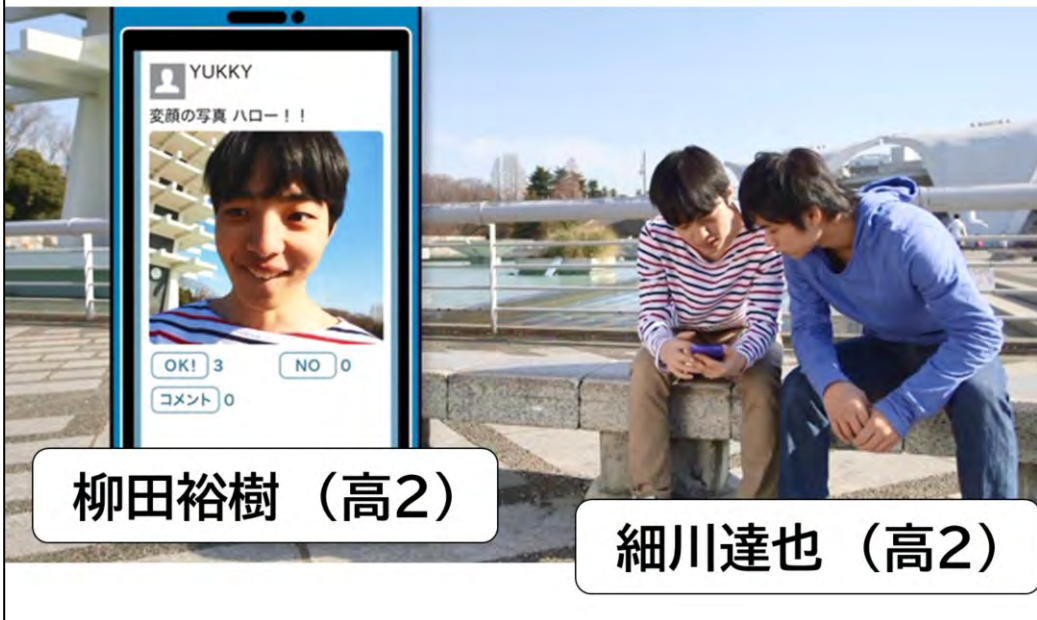 YUKKY
変顔の写真 ハロー！！
OK! 3
NO 0
コメント 0
柳田裕樹 （高2）
細川達也 （高2）